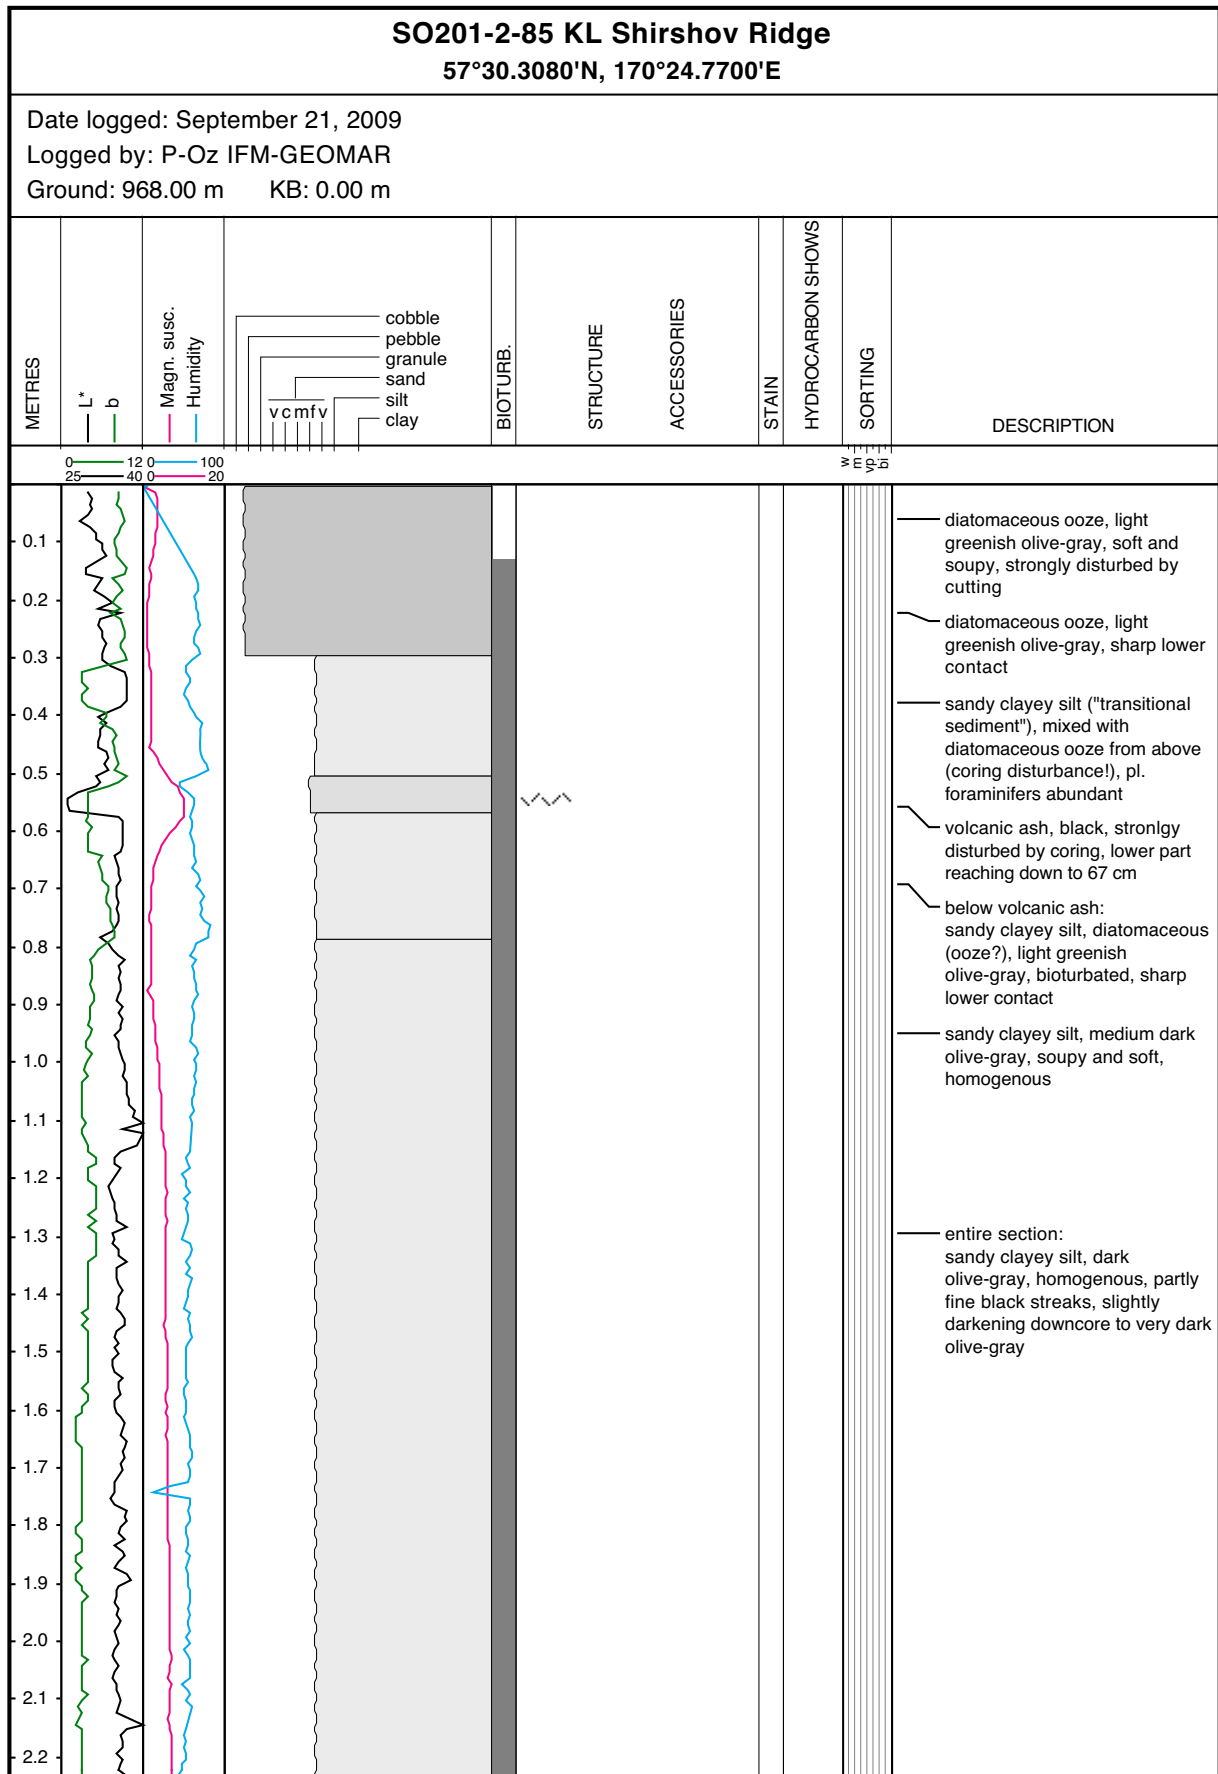 SO201-2-85 KL Shirshov Ridge
57°30.3080'N, 170°24.7700'E
Date logged: September 21, 2009
Logged by: P-Oz IFM-GEOMAR
Ground: 968.00 m KB: 0.00 m
METRES
L*
b
Magn. susc.
Humidity
cobble
pebble
granule
sand
silt
clay
v c m f v
BIOTURB.
STRUCTURE
ACCESSORIES
STAIN
HYDROCARBON SHOWS
SORTING
DESCRIPTION
0 12 0 100
25 40 0 20
w
m
vp
bi
0.1
0.2
0.3
0.4
0.5
0.6
0.7
0.8
0.9
1.0
1.1
1.2
1.3
1.4
1.5
1.6
1.7
1.8
1.9
2.0
2.1
2.2
diatomaceous ooze, light
greenish olive-gray, soft and
soupy, strongly disturbed by
cutting
diatomaceous ooze, light
greenish olive-gray, sharp lower
contact
sandy clayey silt ("transitional
sediment"), mixed with
diatomaceous ooze from above
(coring disturbance!), pl.
foraminifers abundant
volcanic ash, black, stronlgy
disturbed by coring, lower part
reaching down to 67 cm
below volcanic ash:
sandy clayey silt, diatomaceous
(ooze?), light greenish
olive-gray, bioturbated, sharp
lower contact
sandy clayey silt, medium dark
olive-gray, soupy and soft,
homogenous
entire section:
sandy clayey silt, dark
olive-gray, homogenous, partly
fine black streaks, slightly
darkening downcore to very dark
olive-gray